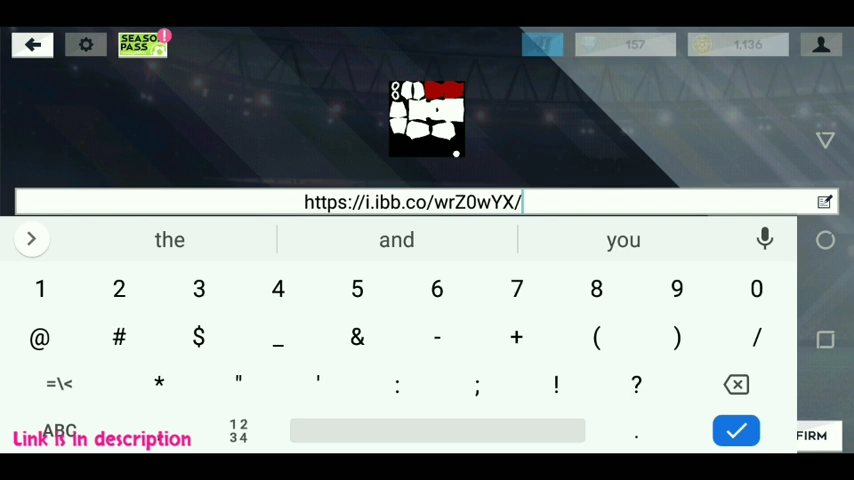 SEASON
PASS
!
157
1,136
https://i.ibb.co/wrZ0wYX/
the and you
1 2 3 4 5 6 7 8 9 0
@ # $ _ & - + ( ) /
=\< * " ' : ; ! ?
ABC 12 34 .
Link is in description
FIRM